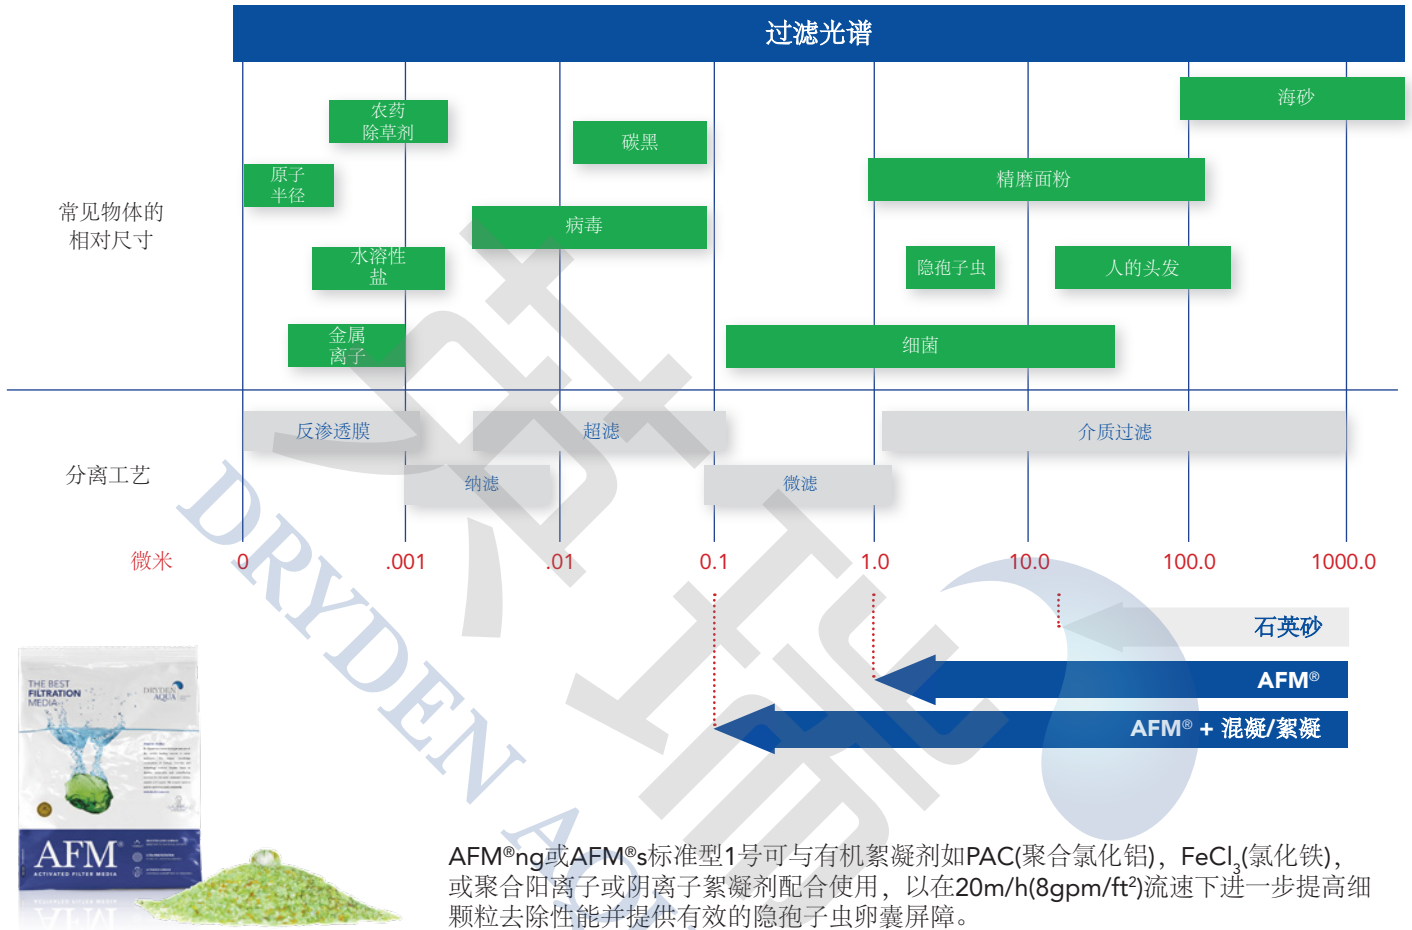 过滤光谱
海砂
农药
除草剂
碳黑
精磨面粉
原子
半径
常见物体的
相对尺寸
病毒
水溶性
盐
隐孢子虫
人的头发
金属
离子
细菌
反渗透膜
超滤
介质过滤
分离工艺
纳滤
微滤
微米
0
.001
.01
0.1
1.0
10.0
100.0
1000.0
石英砂
AFM®
AFM® + 混凝/絮凝
THE BEST
FILTRATION
MEDIA
DRYDEN
AQUA
AFM®
ACTIVATED FILTER MEDIA
AFM®ng或AFM®s标准型1号可与有机絮凝剂如PAC(聚合氯化铝)，FeCl₃(氯化铁)，
或聚合阳离子或阴离子絮凝剂配合使用，以在20m/h(8gpm/ft²)流速下进一步提高细
颗粒去除性能并提供有效的隐孢子虫卵囊屏障。